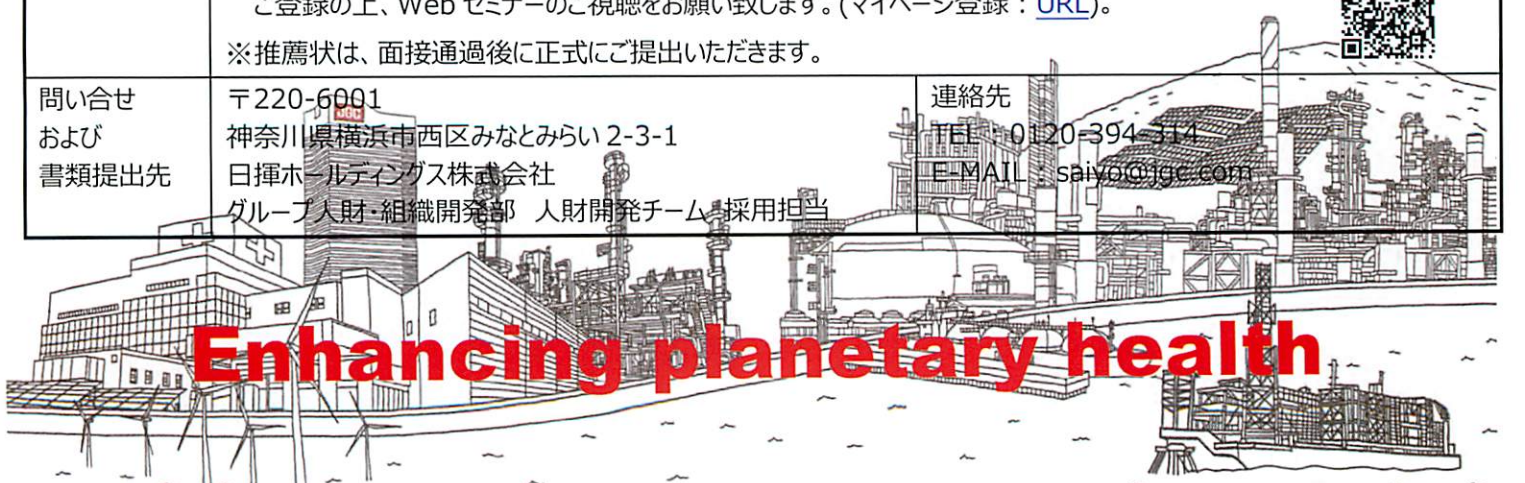 ご登録の上、Web セミナーのご視聴をお願い致します。(マイページ登録：URL)。
※推薦状は、面接通過後に正式にご提出いただきます。
問い合せ
および
書類提出先
〒220-6001
神奈川県横浜市西区みなとみらい 2-3-1
日揮ホールディングス株式会社
グループ人財・組織開発部　人財開発チーム　採用担当
連絡先
TEL：0120-394-314
E-MAIL：saiyo@jgc.com
JGC
Enhancing planetary health